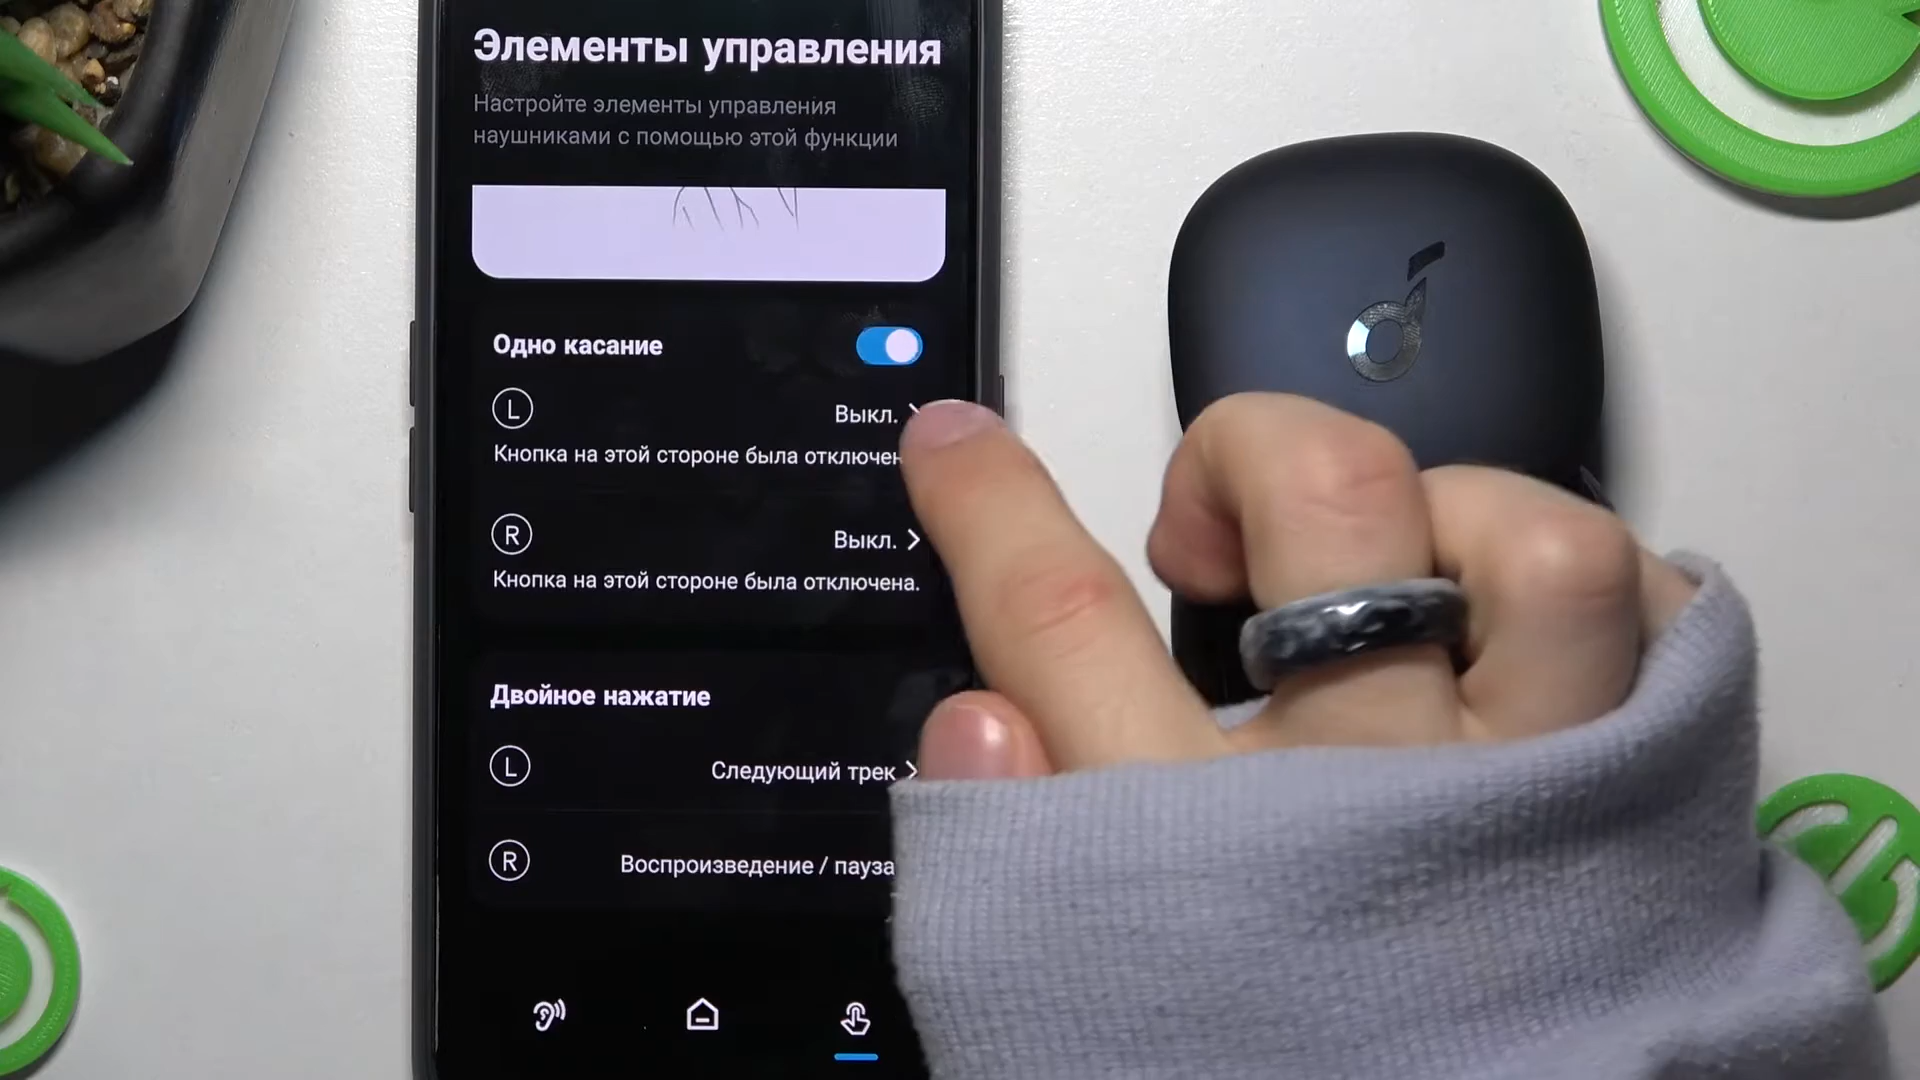 Элементы управления
Настройте элементы управления
наушниками с помощью этой функции
Одно касание
L
Выкл.
Кнопка на этой стороне была
R
Выкл.
Кнопка на этой стороне была отключена.
Двойное нажатие
L
Следующий трек
R
Воспроизведение / пауза